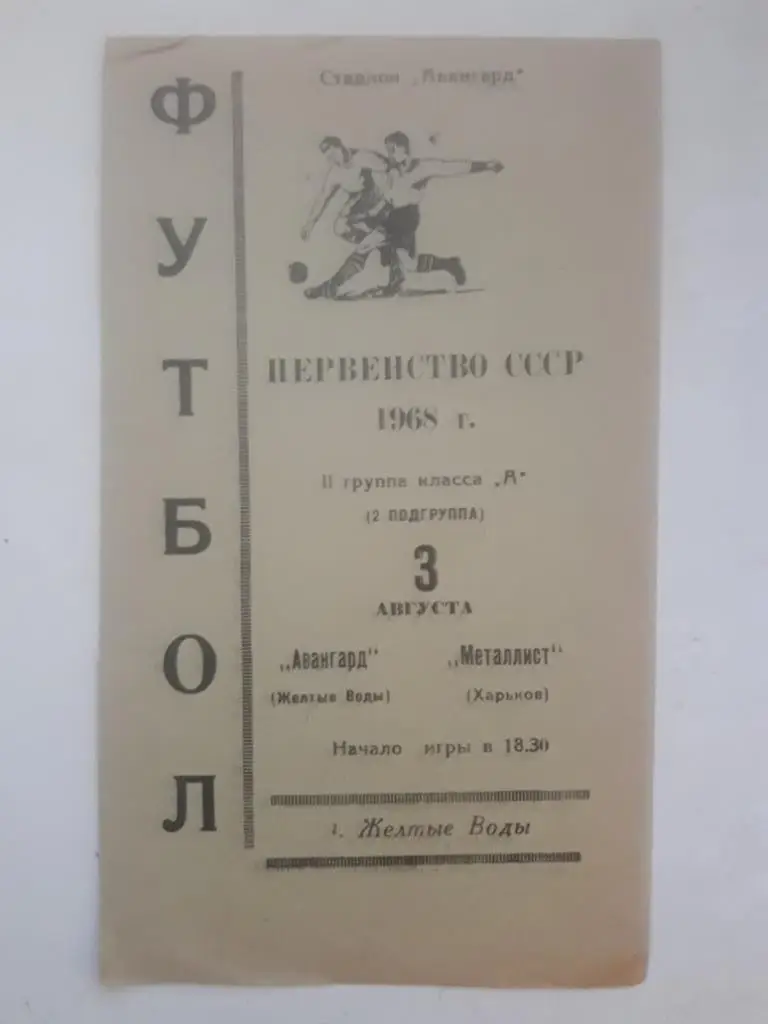 ФУТБОЛ
Стадион „Авангард"
ПЕРВЕНСТВО СССР
1968 г.
II группа класса „А"
(2 ПОДГРУППА)
3
АВГУСТА
„Авангард" „Металлист"
(Желтые Воды) (Харьков)
Начало игры в 18.30
г. Желтые Воды